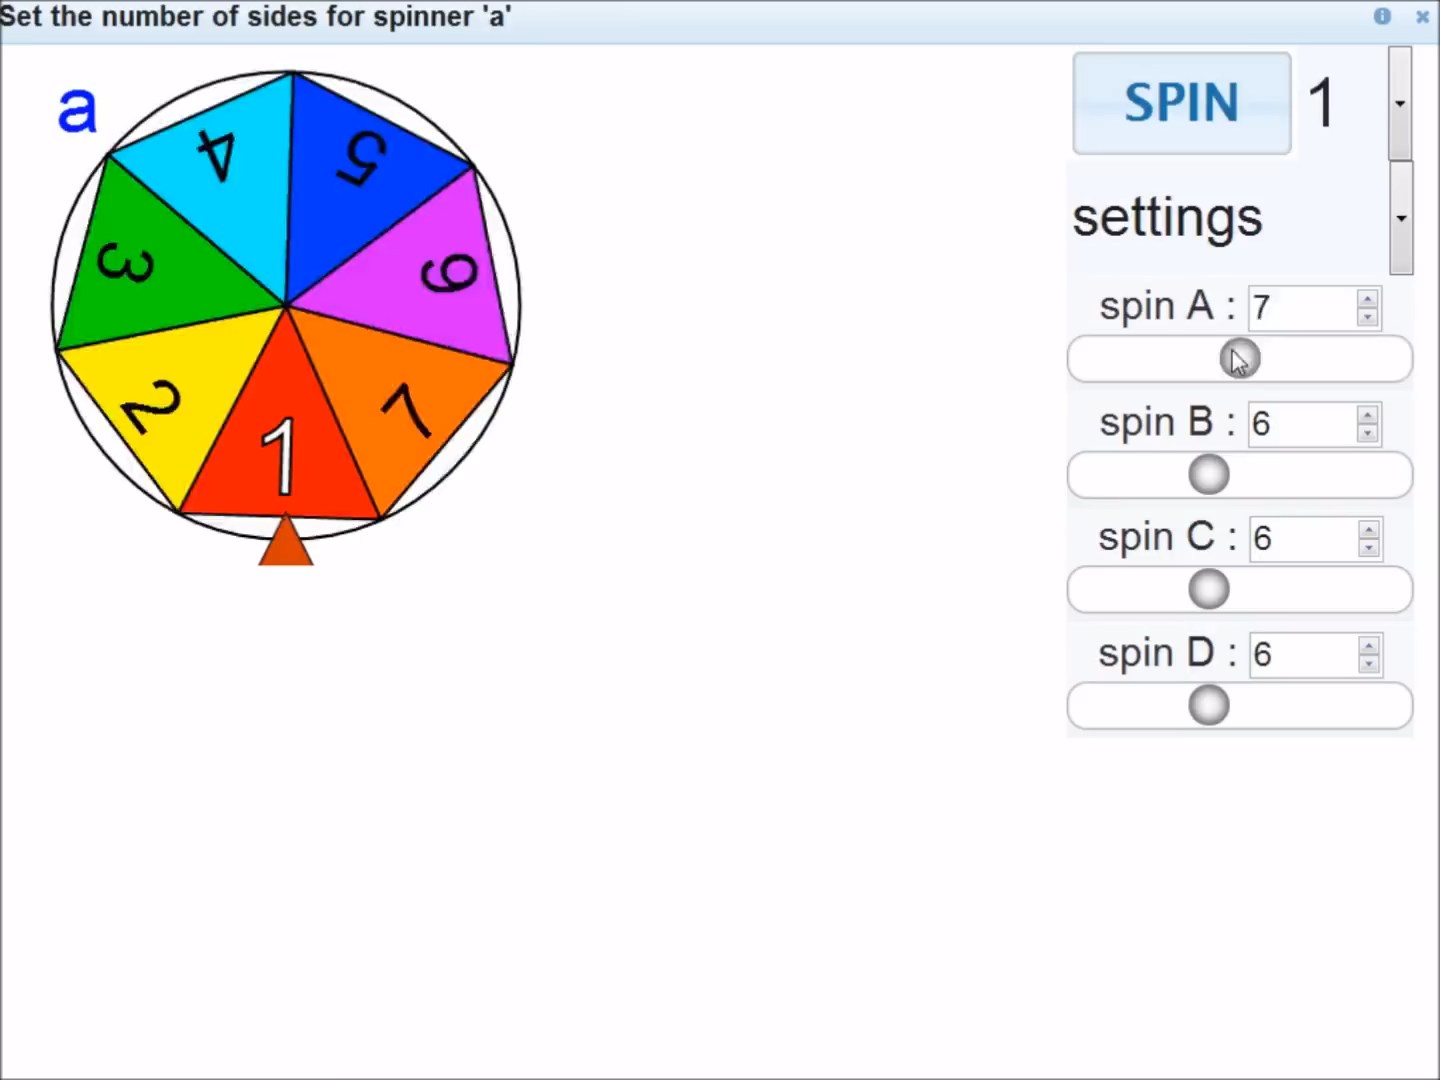 Set the number of sides for spinner 'a'
a
SPIN 1
settings
spin A : 7
spin B : 6
spin C : 6
spin D : 6
4 5
3 6
2 1 7